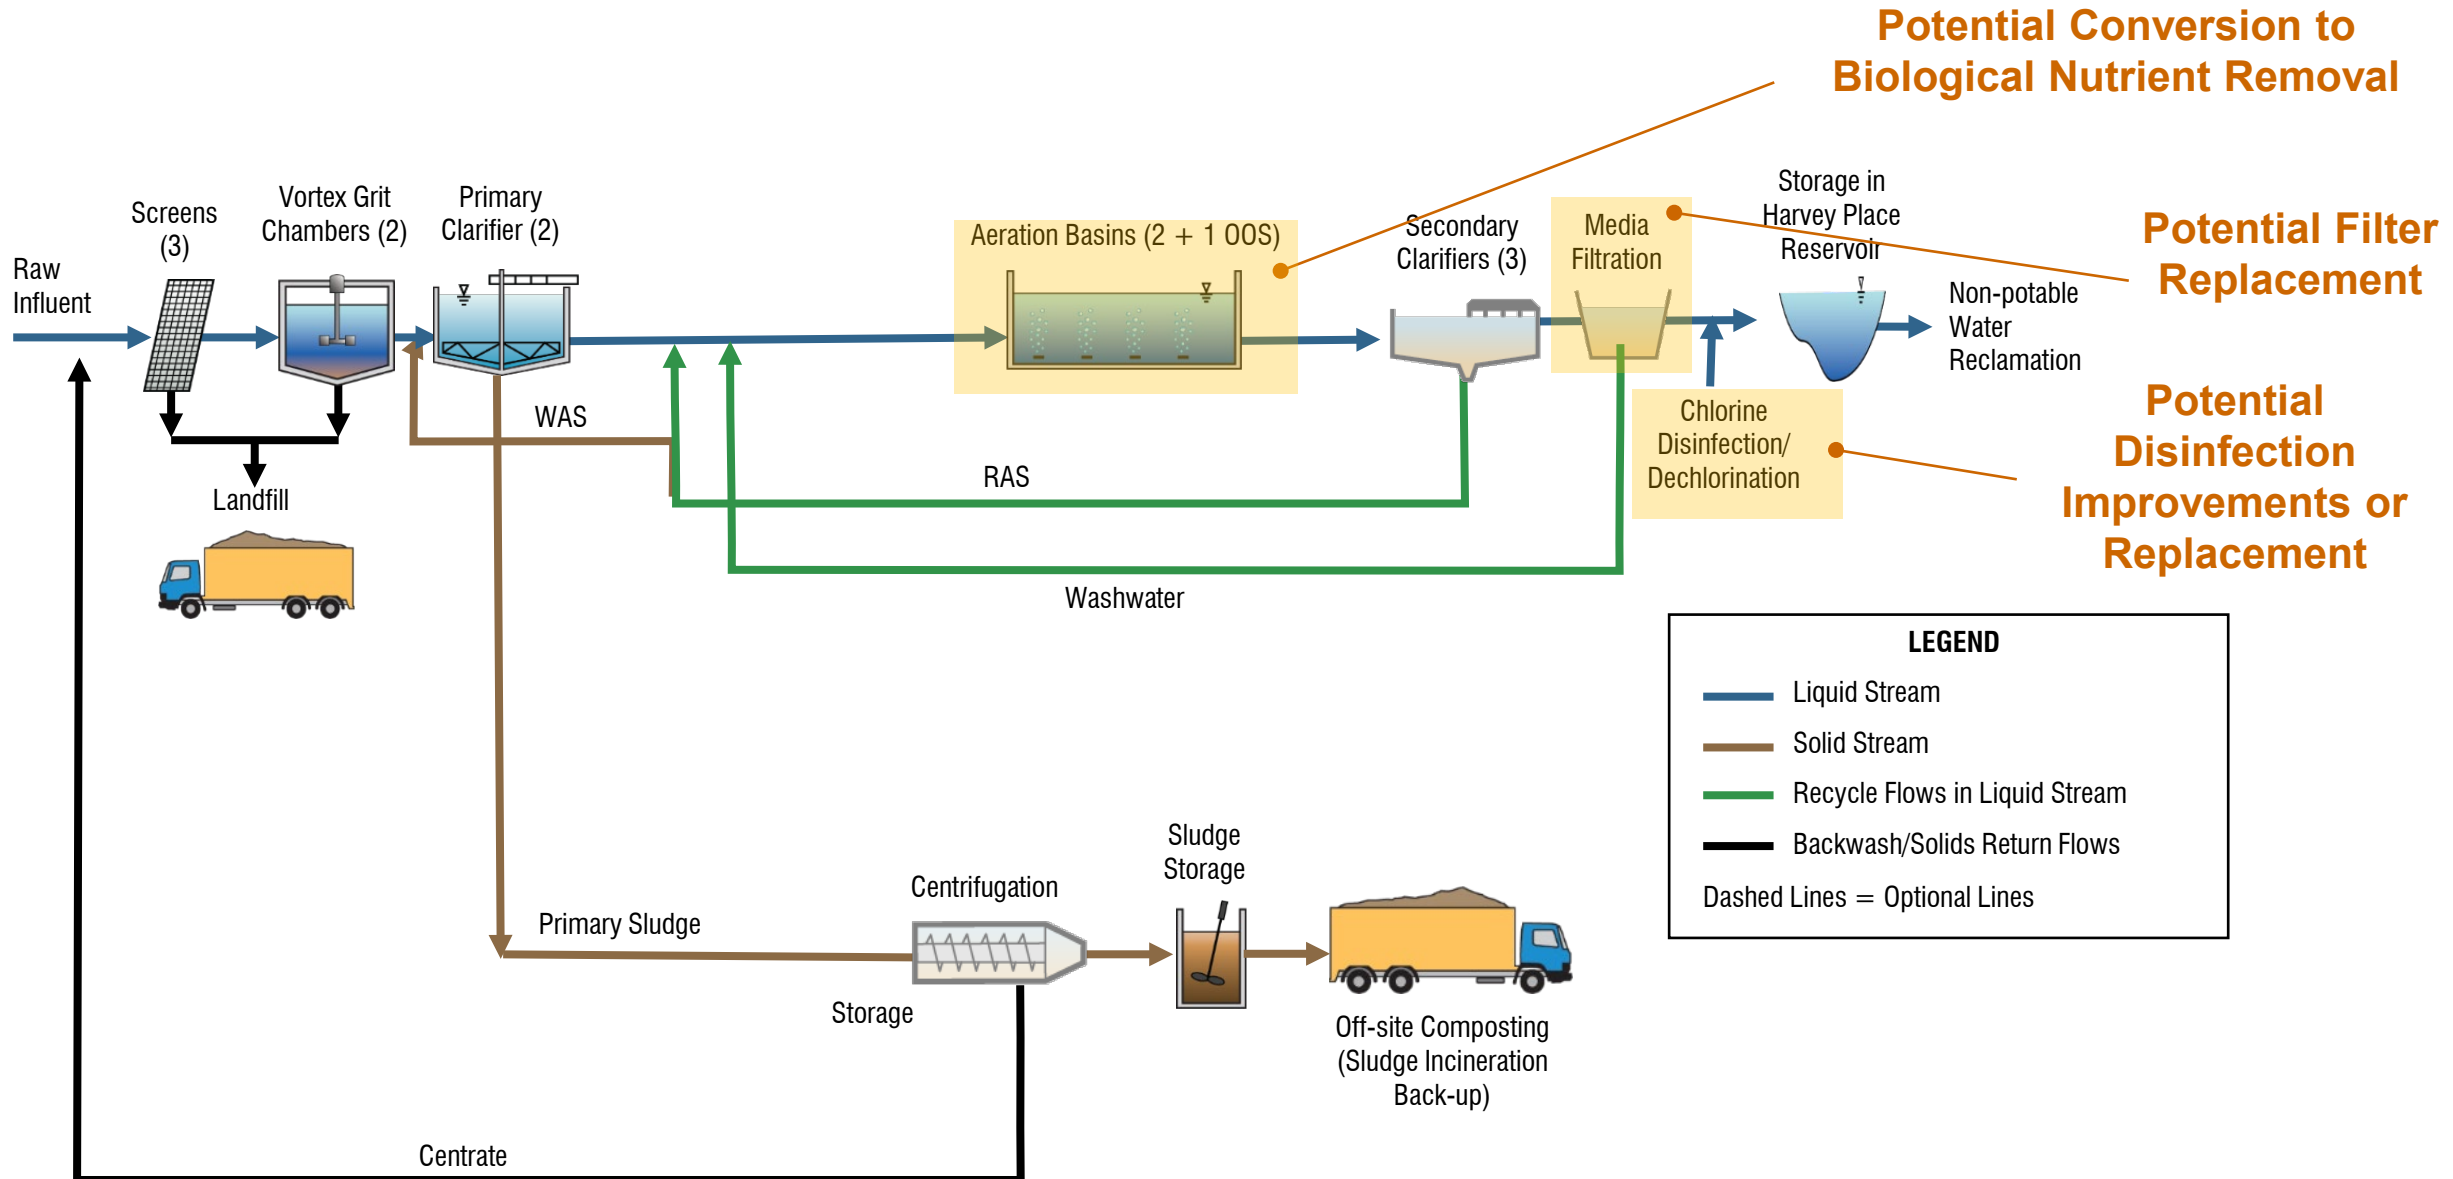 Potential Conversion to
Biological Nutrient Removal
Raw
Influent
Screens
(3)
Vortex Grit
Chambers (2)
Primary
Clarifier (2)
Aeration Basins (2 + 1 OOS)
Secondary
Clarifiers (3)
Media
Filtration
Storage in
Harvey Place
Reservoir
Potential Filter
Replacement
Non-potable
Water
Reclamation
Chlorine
Disinfection/
Dechlorination
Potential
Disinfection
Improvements or
Replacement
WAS
RAS
Landfill
Washwater
LEGEND
Liquid Stream
Solid Stream
Recycle Flows in Liquid Stream
Backwash/Solids Return Flows
Dashed Lines = Optional Lines
Primary Sludge
Centrifugation
Storage
Sludge
Storage
Off-site Composting
(Sludge Incineration
Back-up)
Centrate